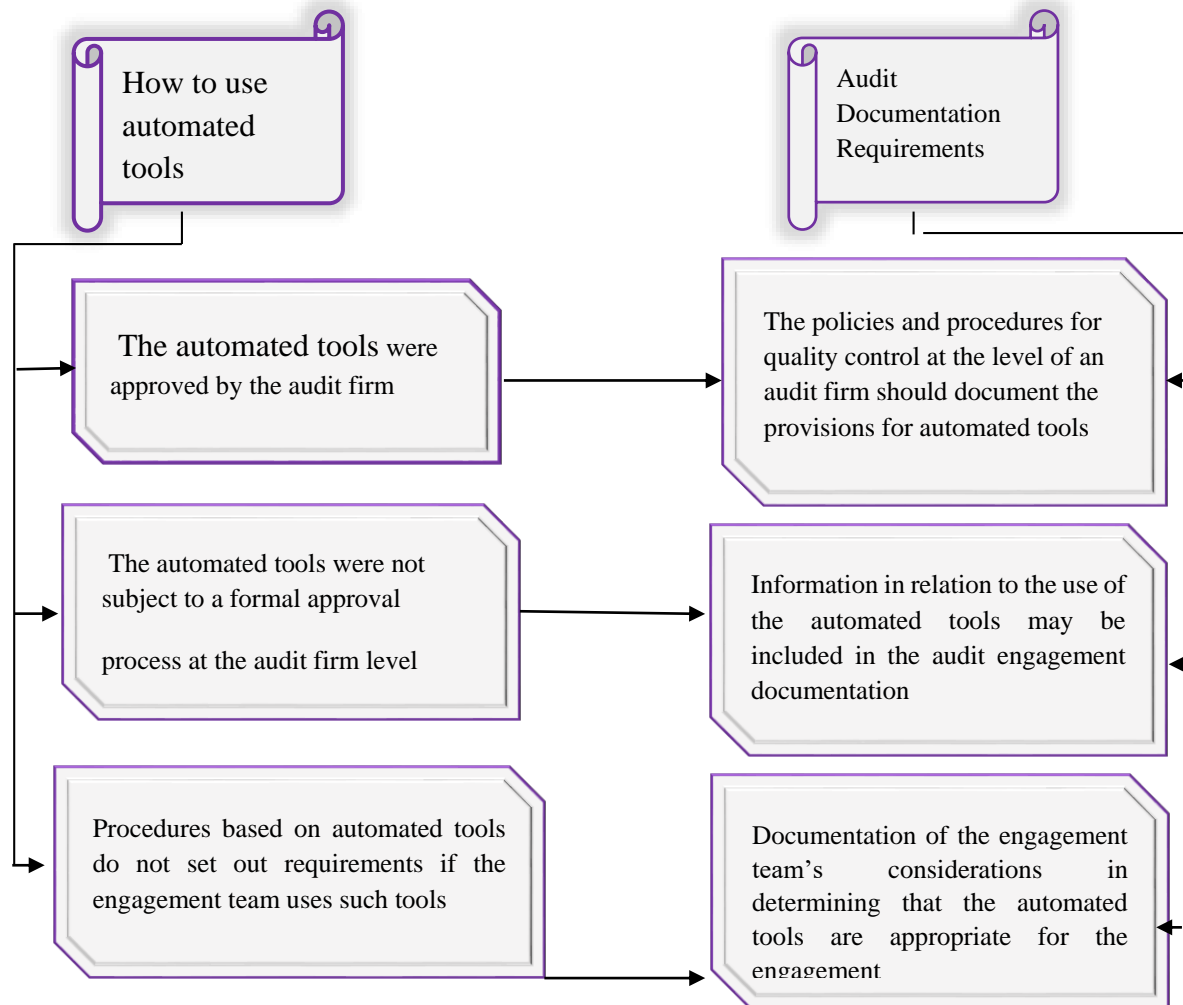 How to use
automated
tools
Audit
Documentation
Requirements
The automated tools were
approved by the audit firm
The policies and procedures for
quality control at the level of an
audit firm should document the
provisions for automated tools
The automated tools were not
subject to a formal approval
process at the audit firm level
Information in relation to the use of
the automated tools may be
included in the audit engagement
documentation
Procedures based on automated tools
do not set out requirements if the
engagement team uses such tools
Documentation of the engagement
team’s considerations in
determining that the automated
tools are appropriate for the
engagement